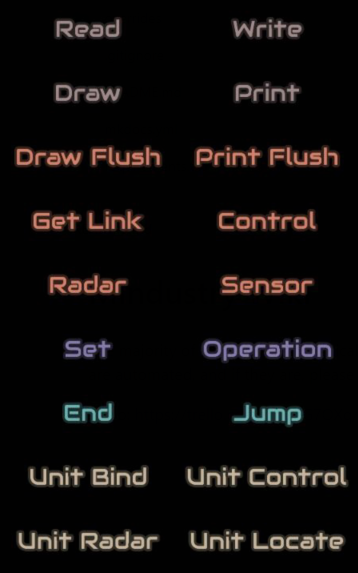 Read Write
Draw Print
Draw Flush Print Flush
Get Link Control
Radar Sensor
Set Operation
End Jump
Unit Bind Unit Control
Unit Radar Unit Locate